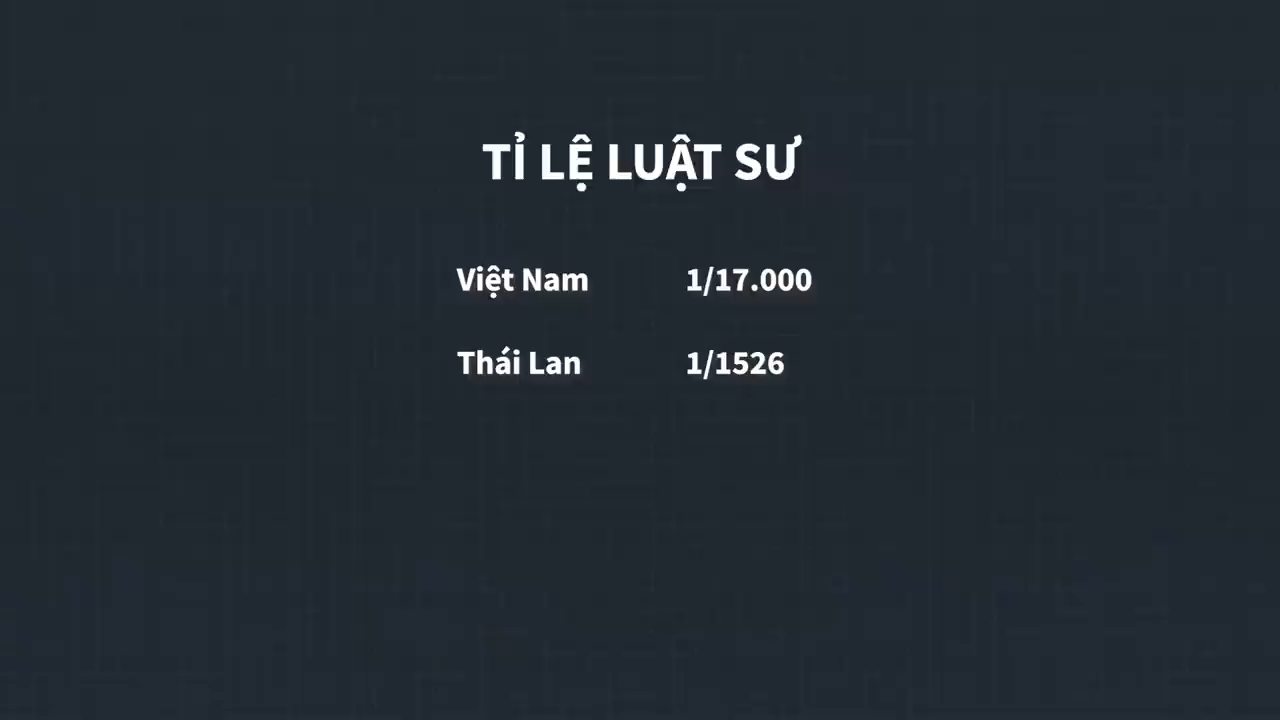 TỈ LỆ LUẬT SƯ
Việt Nam 1/17.000
Thái Lan 1/1526